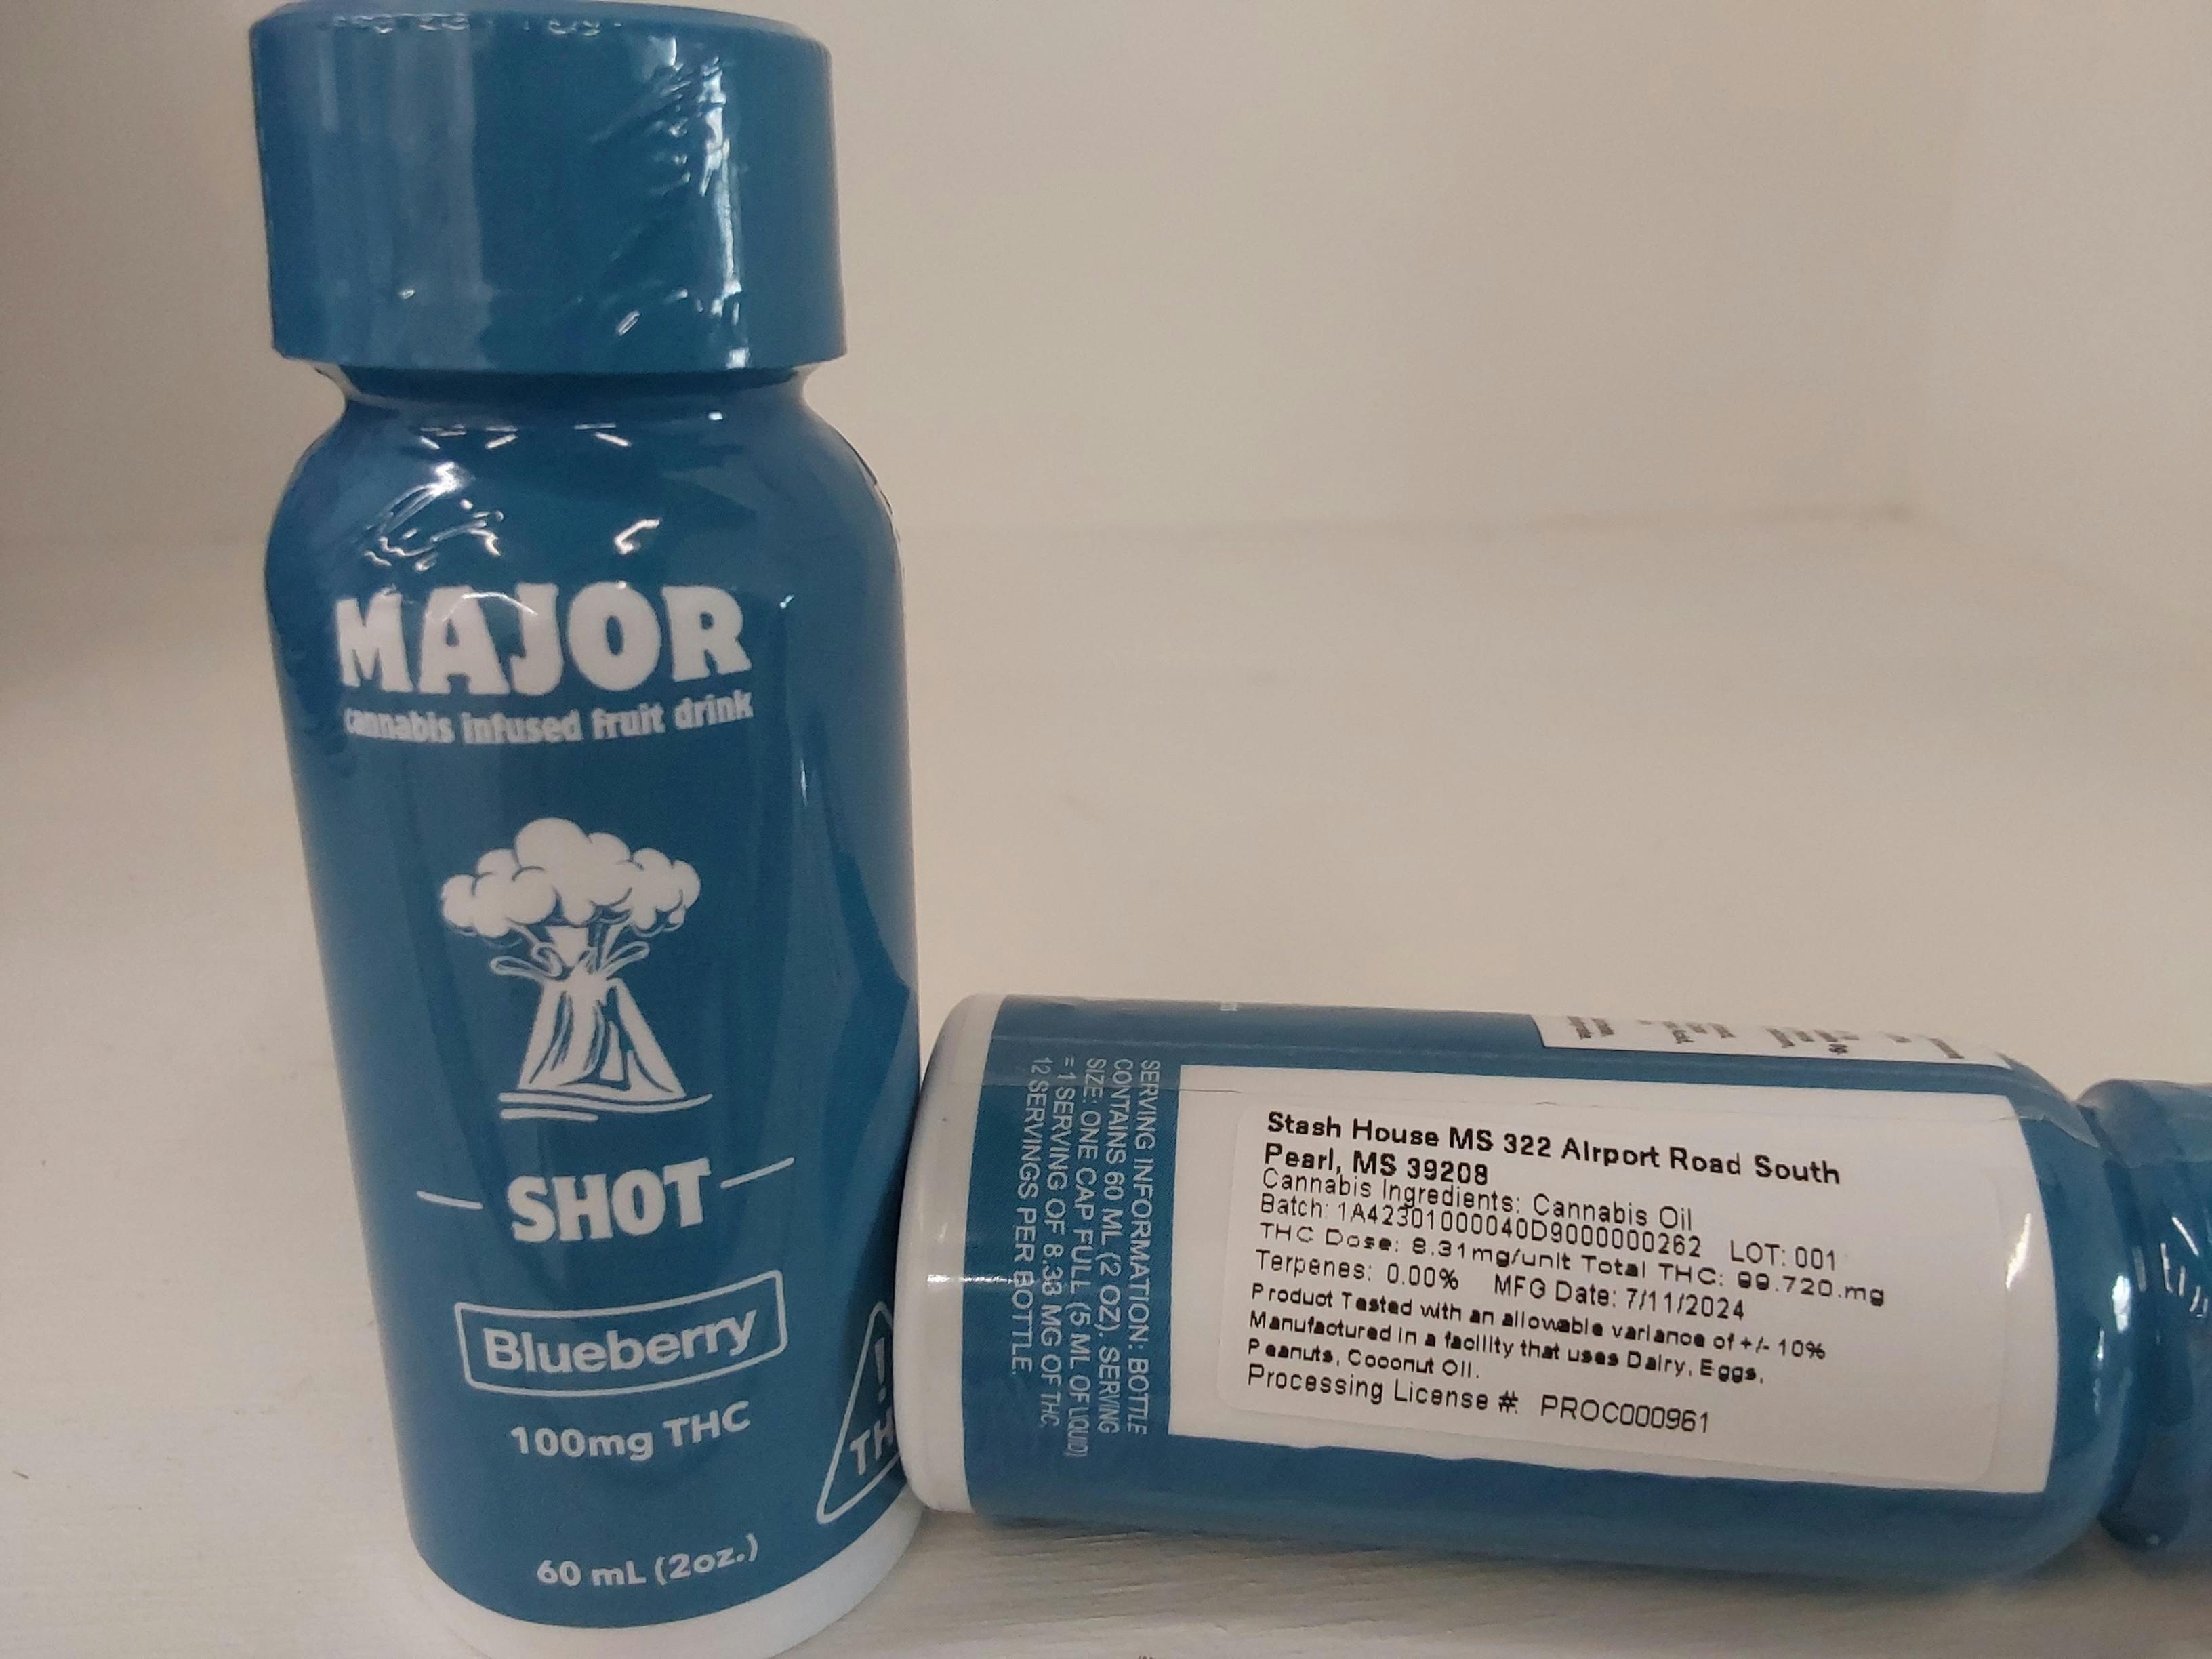 MAJOR
cannabis infused fruit drink
SHOT
Blueberry
100mg THC
60 mL (2oz.)
!
TH
SERVING INFORMATION: BOTTLE
CONTAINS 60 ML (2 OZ). SERVING
SIZE: ONE CAP FULL (5 ML OF LIQUID)
= 1 SERVING OF 8.33 MG OF THC.
12 SERVINGS PER BOTTLE.
Stash House MS 322 Airport Road South
Pearl, MS 39208
Cannabis Ingredients: Cannabis Oil
Batch: 1A42301000040D9000000262 LOT: 001
THC Dose: 8.31mg/unit Total THC: 99.720.mg
Terpenes: 0.00% MFG Date: 7/11/2024
Product Tested with an allowable variance of +/- 10%
Manufactured in a facility that uses Dairy, Eggs,
Peanuts, Coconut Oil.
Processing License # PROC000961